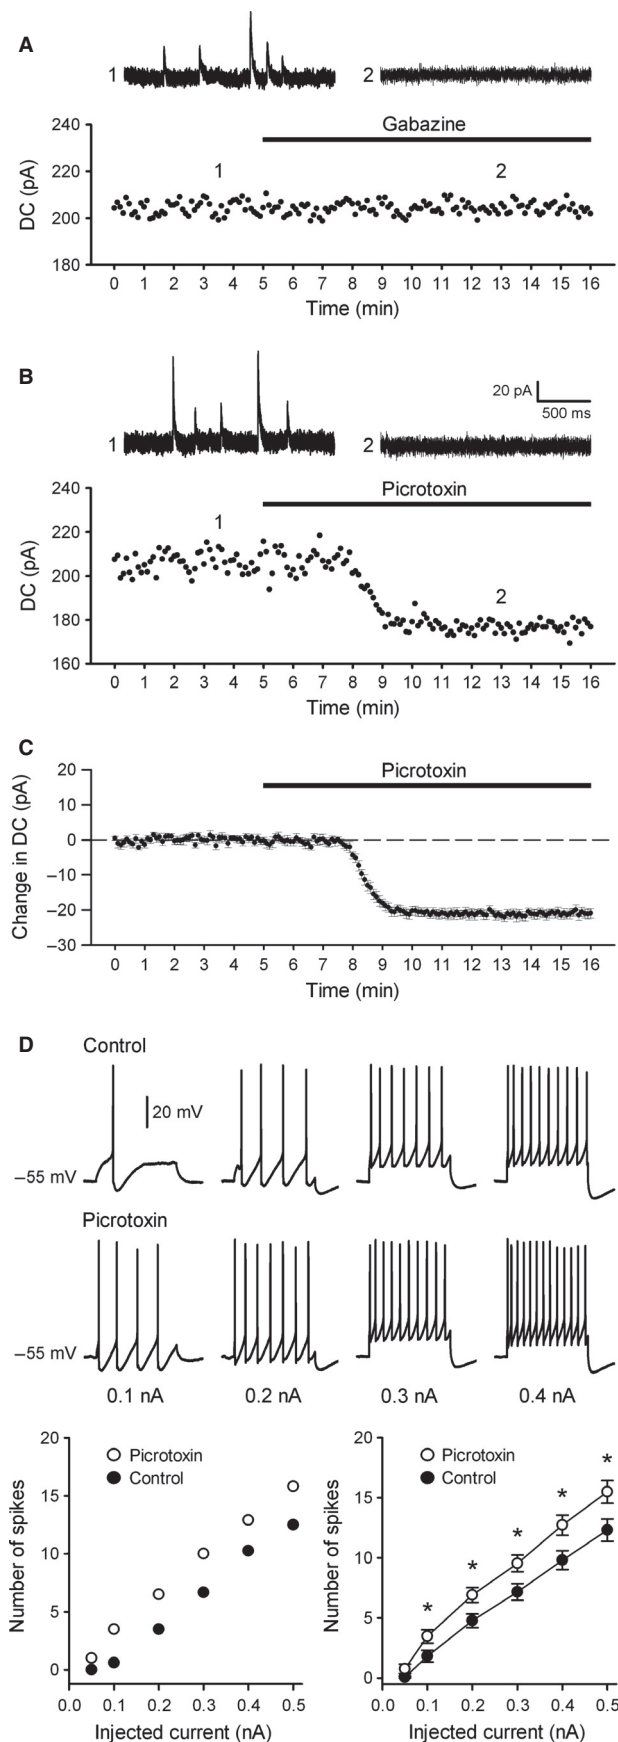 A
1
2
Gabazine
1
2
DC (pA)
240
220
200
180
0 1 2 3 4 5 6 7 8 9 10 11 12 13 14 15 16
Time (min)
B
1
2
20 pA
500 ms
Picrotoxin
1
2
DC (pA)
240
220
200
180
160
0 1 2 3 4 5 6 7 8 9 10 11 12 13 14 15 16
Time (min)
C
Picrotoxin
Change in DC (pA)
20
10
0
–10
–20
–30
0 1 2 3 4 5 6 7 8 9 10 11 12 13 14 15 16
Time (min)
D
Control
20 mV
–55 mV
Picrotoxin
–55 mV
0.1 nA 0.2 nA 0.3 nA 0.4 nA
Number of spikes
20
15
10
5
0
Picrotoxin
Control
0.0 0.1 0.2 0.3 0.4 0.5
Injected current (nA)
Number of spikes
20
15
10
5
0
Picrotoxin
Control
* * * * *
0.0 0.1 0.2 0.3 0.4 0.5
Injected current (nA)